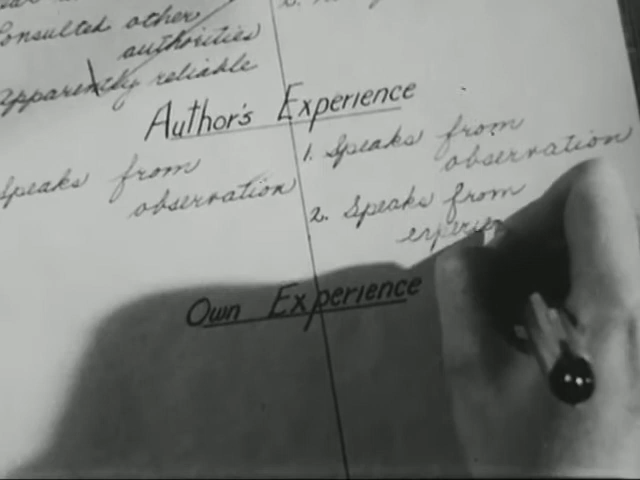 Consulted other
authorities
apparently reliable
Author's Experience
Speaks from
observation
1. Speaks from
observation
2. Speaks from
experien
Own Experience